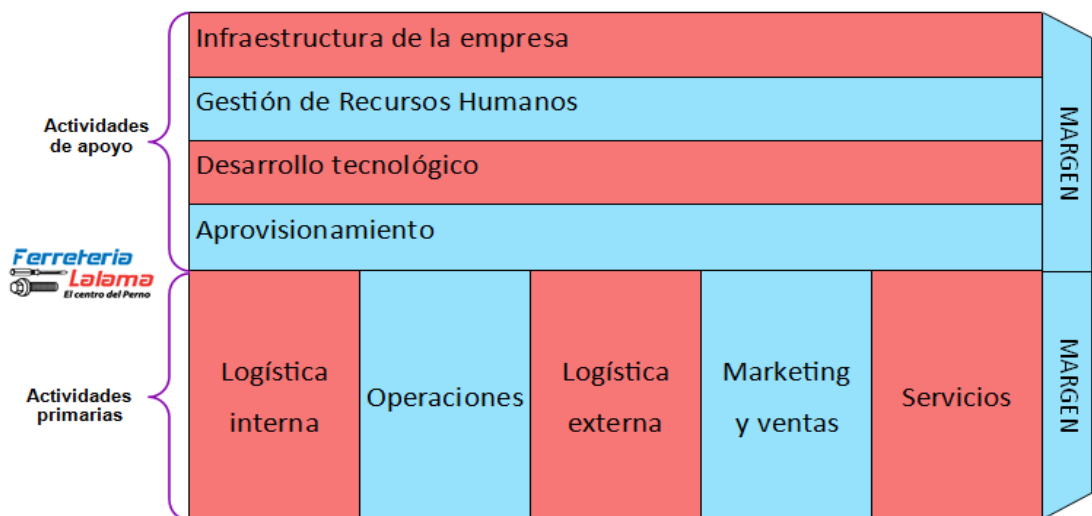 Infraestructura de la empresa
Gestión de Recursos Humanos
Desarrollo tecnológico
Aprovisionamiento
Actividades
de apoyo
MARGEN
Ferreteria
Lalama
El centro del Perno
Actividades
primarias
Logística
interna
Operaciones
Logística
externa
Marketing
y ventas
Servicios
MARGEN